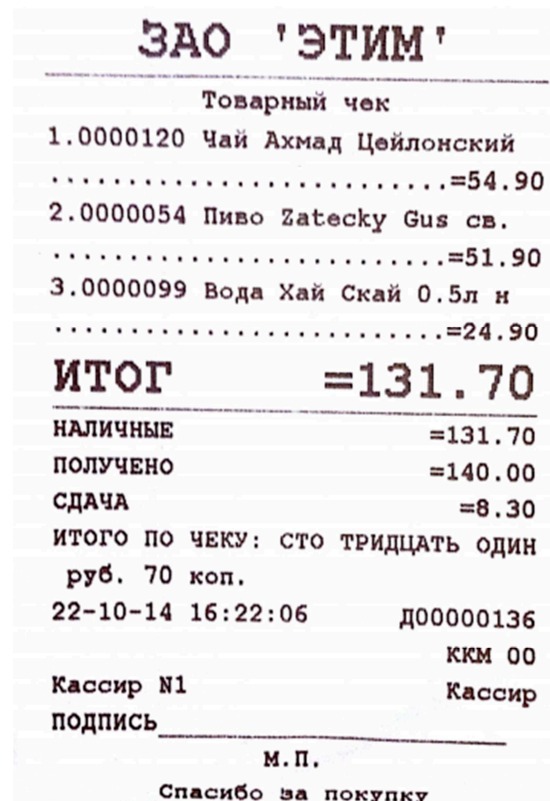 ЗАО 'ЭТИМ'
Товарный чек
1.0000120 Чай Ахмад Цейлонский
..........................=54.90
2.0000054 Пиво Zatecky Gus св.
..........................=51.90
3.0000099 Вода Хай Скай 0.5л н
..........................=24.90
ИТОГ =131.70
НАЛИЧНЫЕ =131.70
ПОЛУЧЕНО =140.00
СДАЧА =8.30
ИТОГО ПО ЧЕКУ: СТО ТРИДЦАТЬ ОДИН
руб. 70 коп.
22-10-14 16:22:06 Д00000136
ККМ 00
Кассир N1 Кассир
ПОДПИСЬ
М.П.
Спасибо за покупку